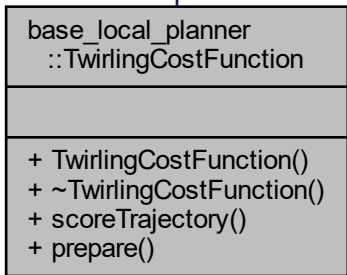 base_local_planner
::TwirlingCostFunction
+ TwirlingCostFunction()
+ ~TwirlingCostFunction()
+ scoreTrajectory()
+ prepare()